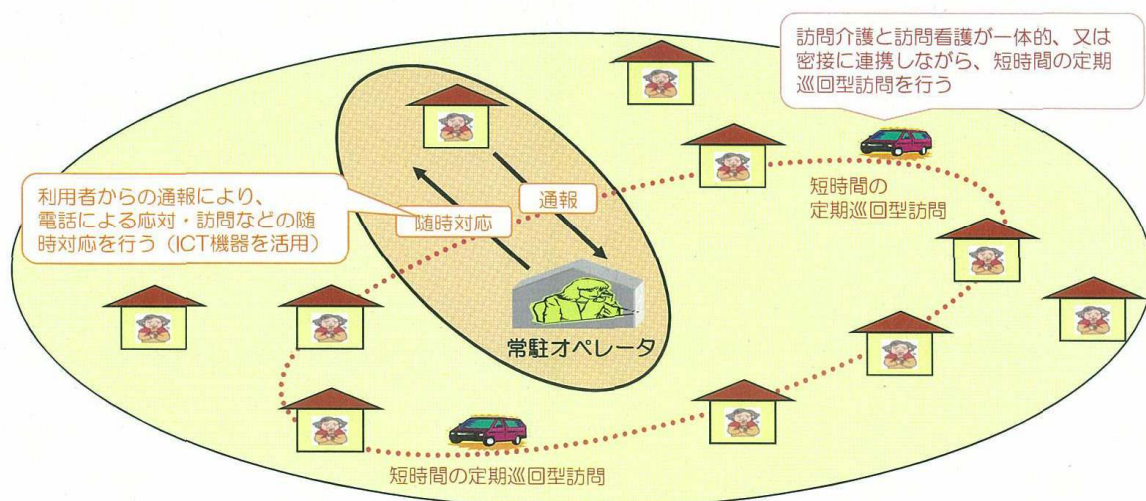 訪問介護と訪問看護が一体的、又は
密接に連携しながら、短時間の定期
巡回型訪問を行う
利用者からの通報により、
電話による応対・訪問などの随
時対応を行う（ICT機器を活用）
通報
随時対応
短時間の
定期巡回型訪問
常駐オペレータ
短時間の定期巡回型訪問